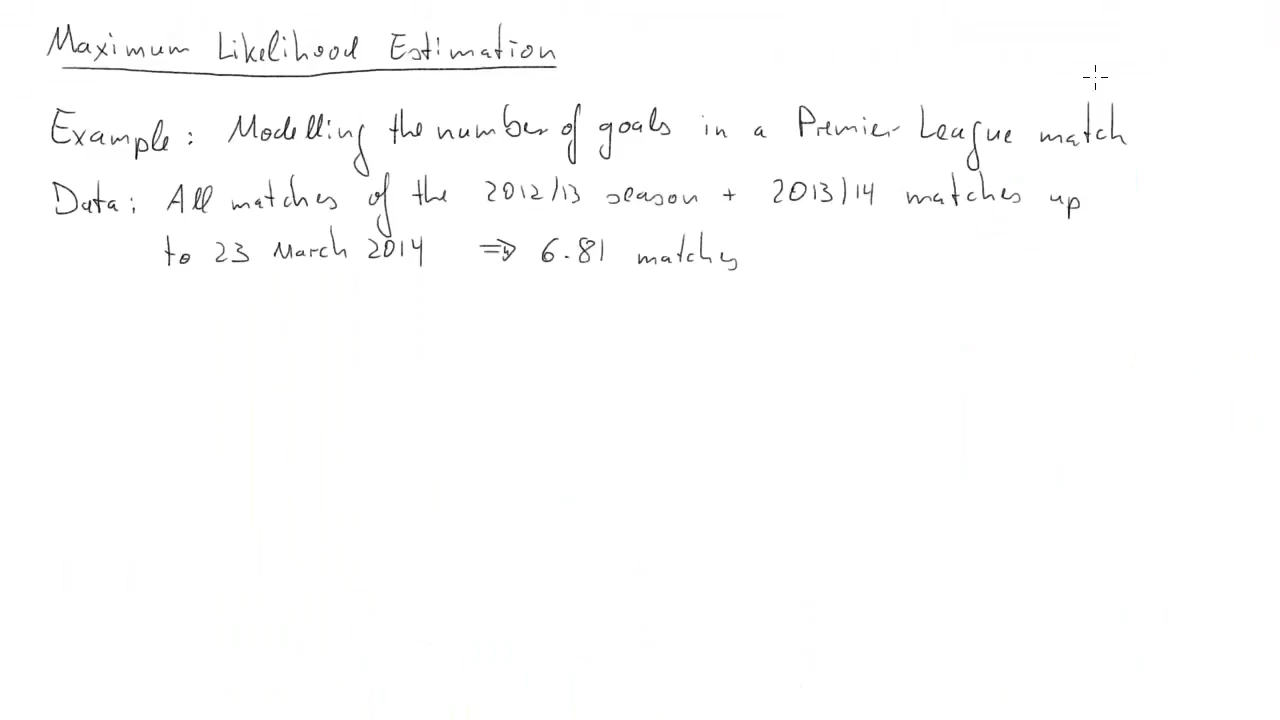 Maximum Likelihood Estimation
Example: Modelling the number of goals in a Premier League match
Data: All matches of the 2012/13 season + 2013/14 matches up
to 23 March 2014 => 6.81 matches